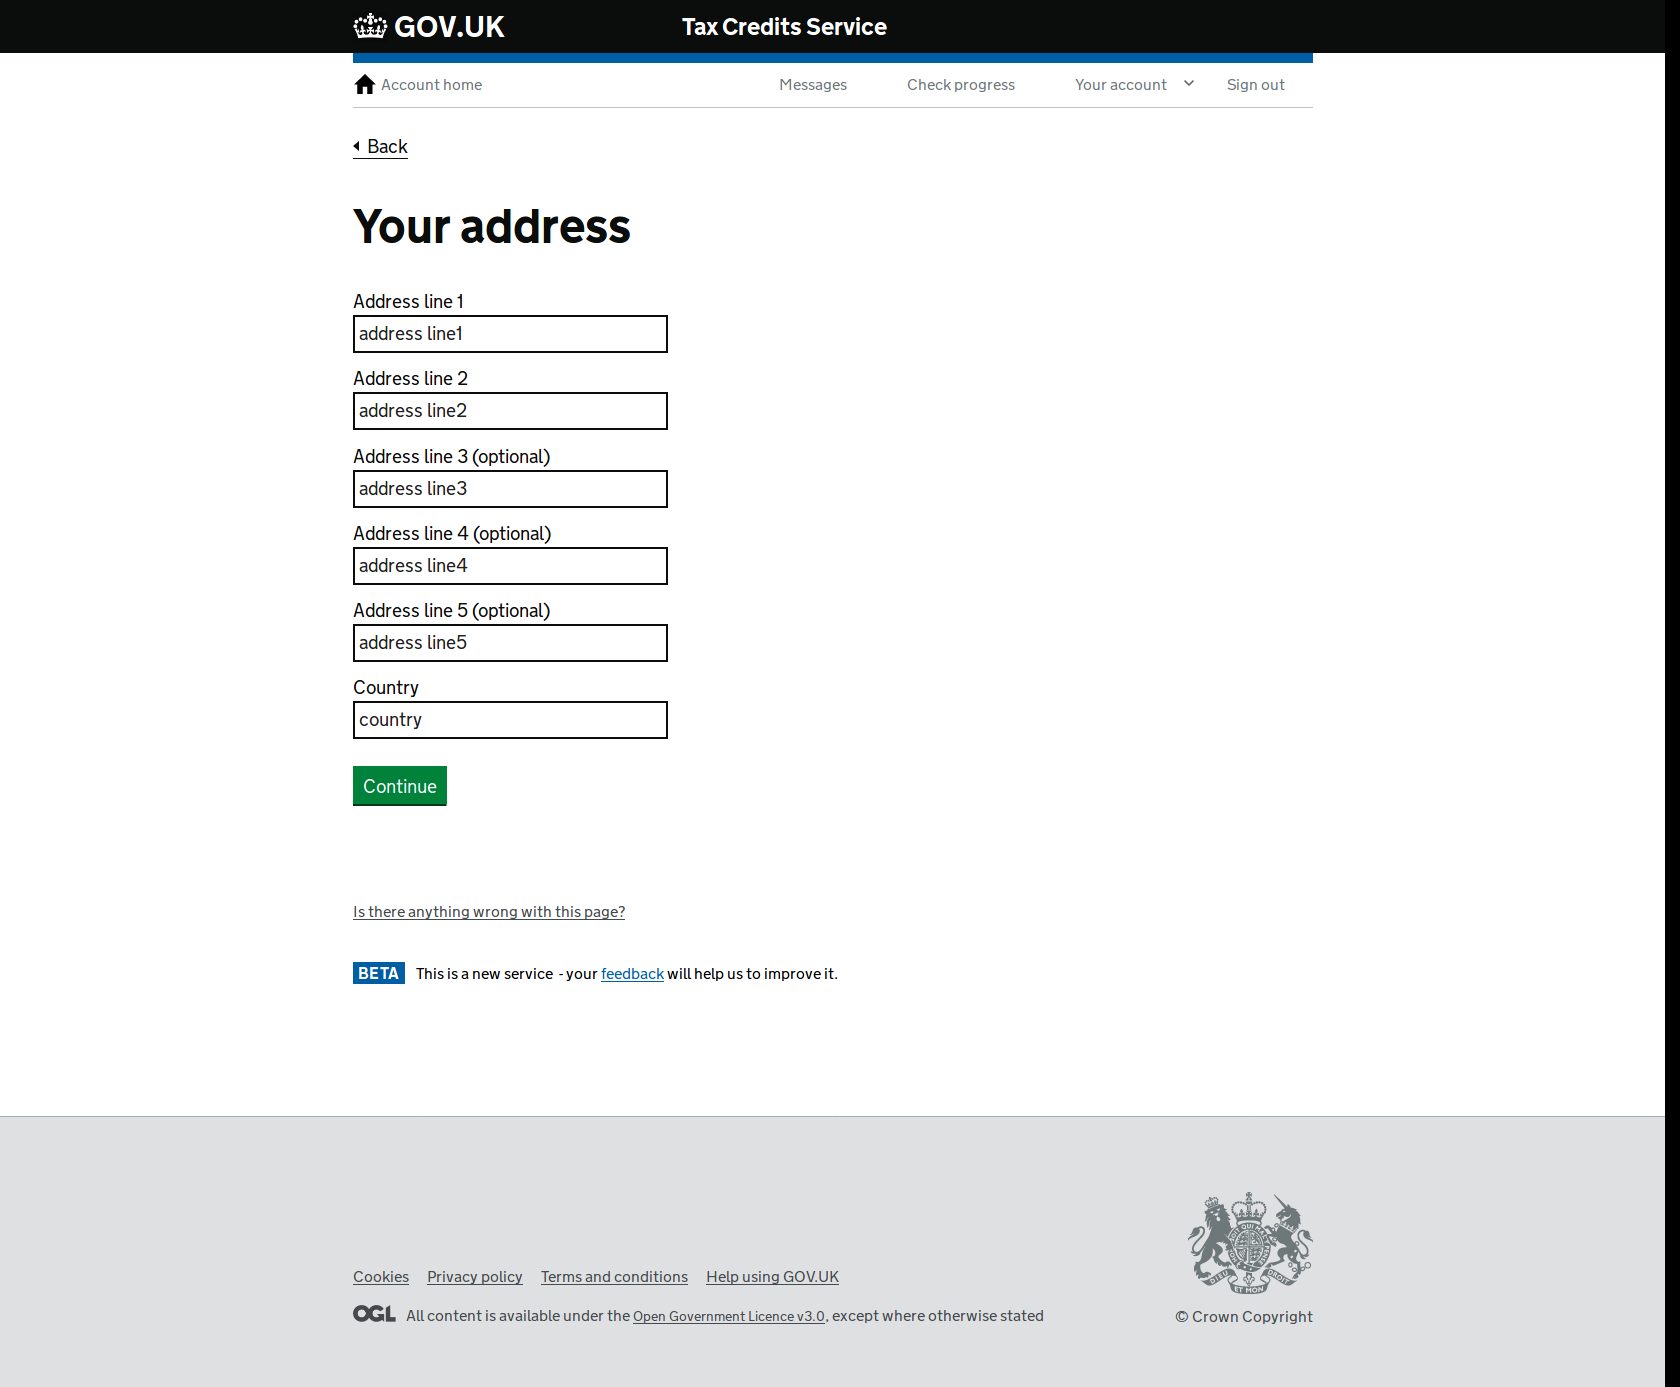 GOV.UK
Tax Credits Service
Account home
Messages
Check progress
Your account
Sign out
Back
Your address
Address line 1
address line1
Address line 2
address line2
Address line 3 (optional)
address line3
Address line 4 (optional)
address line4
Address line 5 (optional)
address line5
Country
country
Continue
Is there anything wrong with this page?
BETA This is a new service - your feedback will help us to improve it.
Cookies Privacy policy Terms and conditions Help using GOV.UK
OGL All content is available under the Open Government Licence v3.0, except where otherwise stated
DIEU ET MON DROIT
© Crown Copyright